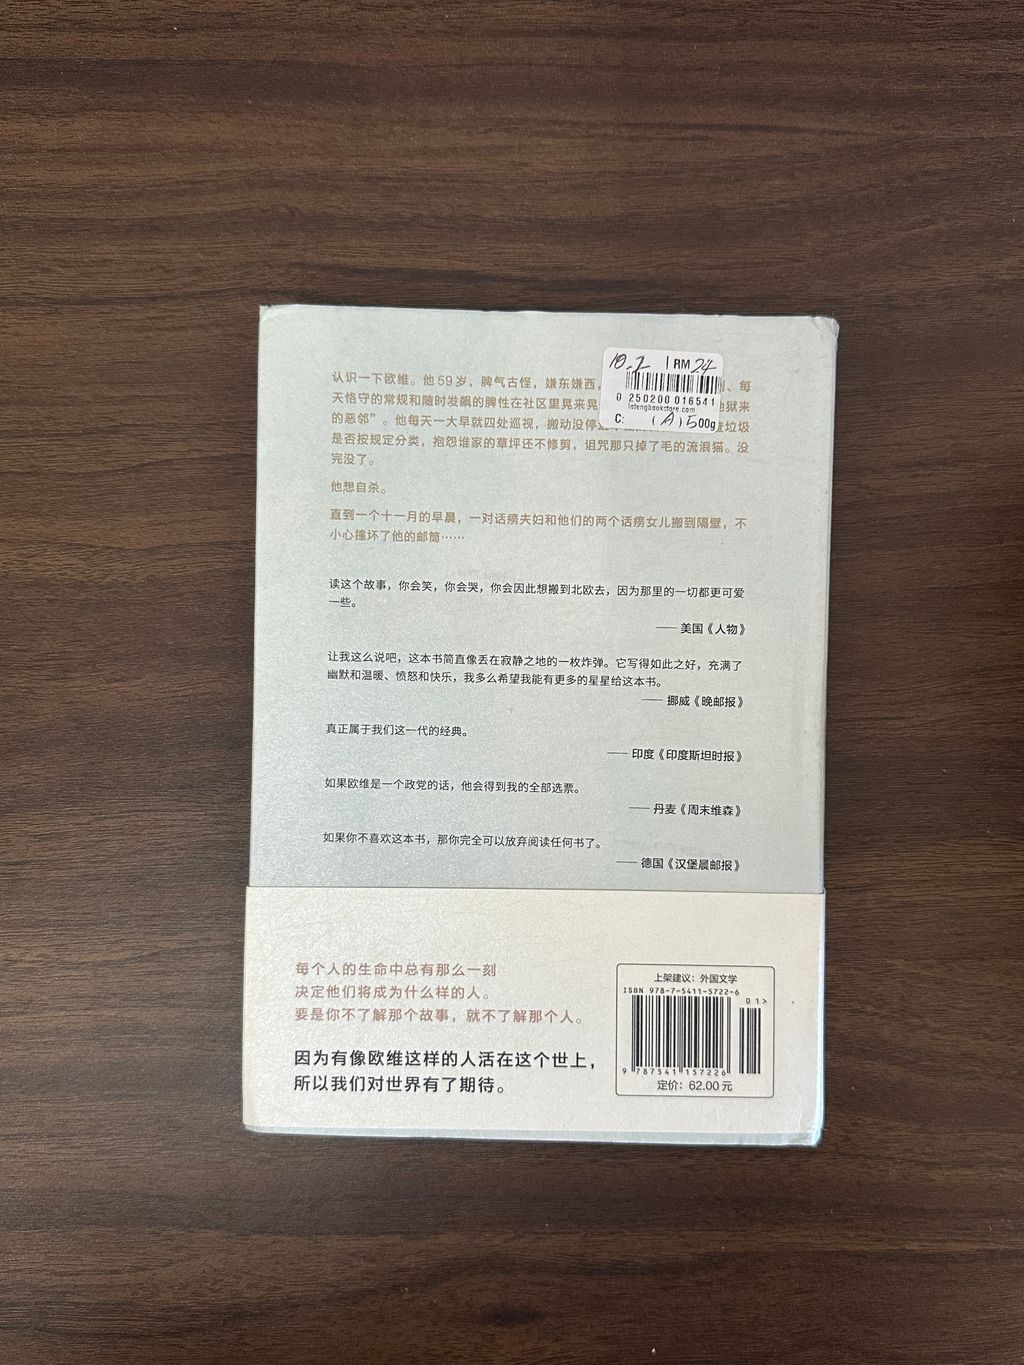 认识一下欧维。他 59 岁，脾气古怪，嫌东嫌西， 、每
天恪守的常规和随时发飙的脾性在社区里晃来晃 地狱来
的恶邻”。他每天一大早就四处巡视，搬动没停 垃圾
是否按规定分类，抱怨谁家的草坪还不修剪，诅咒那只掉了毛的流浪猫。没
完没了。
他想自杀。
直到一个十一月的早晨，一对话痨夫妇和他们的两个话痨女儿搬到隔壁，不
小心撞坏了他的邮筒……
RM 24
0 250200 016541
latengbookstore.com
C: (A) 500g
读这个故事，你会笑，你会哭，你会因此想搬到北欧去，因为那里的一切都更可爱
一些。
—— 美国《人物》
让我这么说吧，这本书简直像丢在寂静之地的一枚炸弹。它写得如此之好，充满了
幽默和温暖、愤怒和快乐，我多么希望我能有更多的星星给这本书。
—— 挪威《晚邮报》
真正属于我们这一代的经典。
—— 印度《印度斯坦时报》
如果欧维是一个政党的话，他会得到我的全部选票。
—— 丹麦《周末维森》
如果你不喜欢这本书，那你完全可以放弃阅读任何书了。
—— 德国《汉堡晨邮报》
每个人的生命中总有那么一刻
决定他们将成为什么样的人。
要是你不了解那个故事，就不了解那个人。
因为有像欧维这样的人活在这个世上，
所以我们对世界有了期待。
上架建议：外国文学
ISBN 978-7-5411-5722-6
01>
9 787541 157226
定价：62.00 元